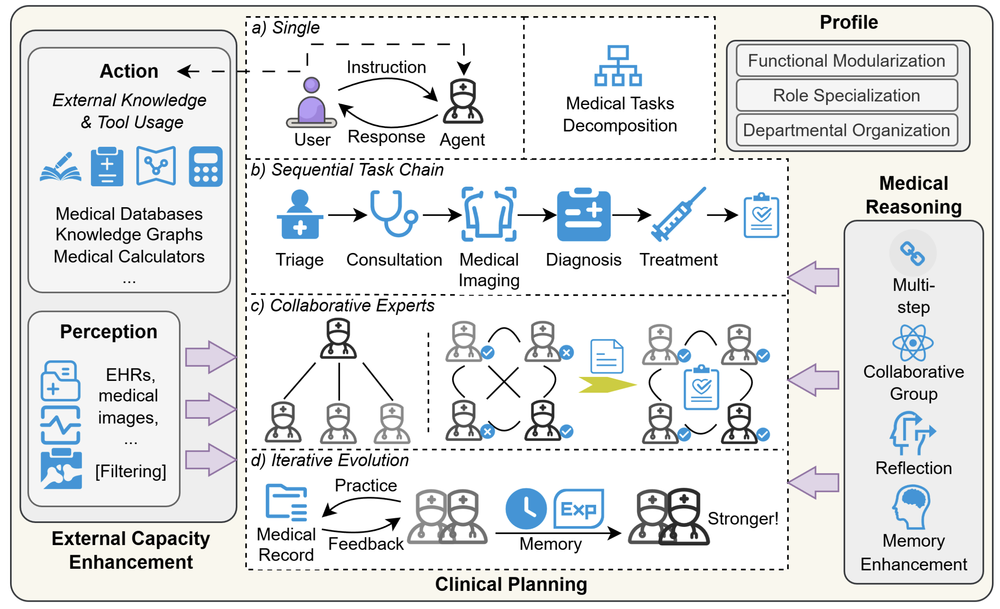 Action
External Knowledge
& Tool Usage
Medical Databases
Knowledge Graphs
Medical Calculators
...
Perception
EHRs,
medical
images,
...
[Filtering]
External Capacity
Enhancement
a) Single
Instruction
Response
User
Agent
Medical Tasks
Decomposition
b) Sequential Task Chain
Triage
Consultation
Medical
Imaging
Diagnosis
Treatment
c) Collaborative Experts
d) Iterative Evolution
Practice
Medical
Record
Feedback
Exp
Memory
Stronger!
Clinical Planning
Profile
Functional Modularization
Role Specialization
Departmental Organization
Medical
Reasoning
Multi-
step
Collaborative
Group
Reflection
Memory
Enhancement